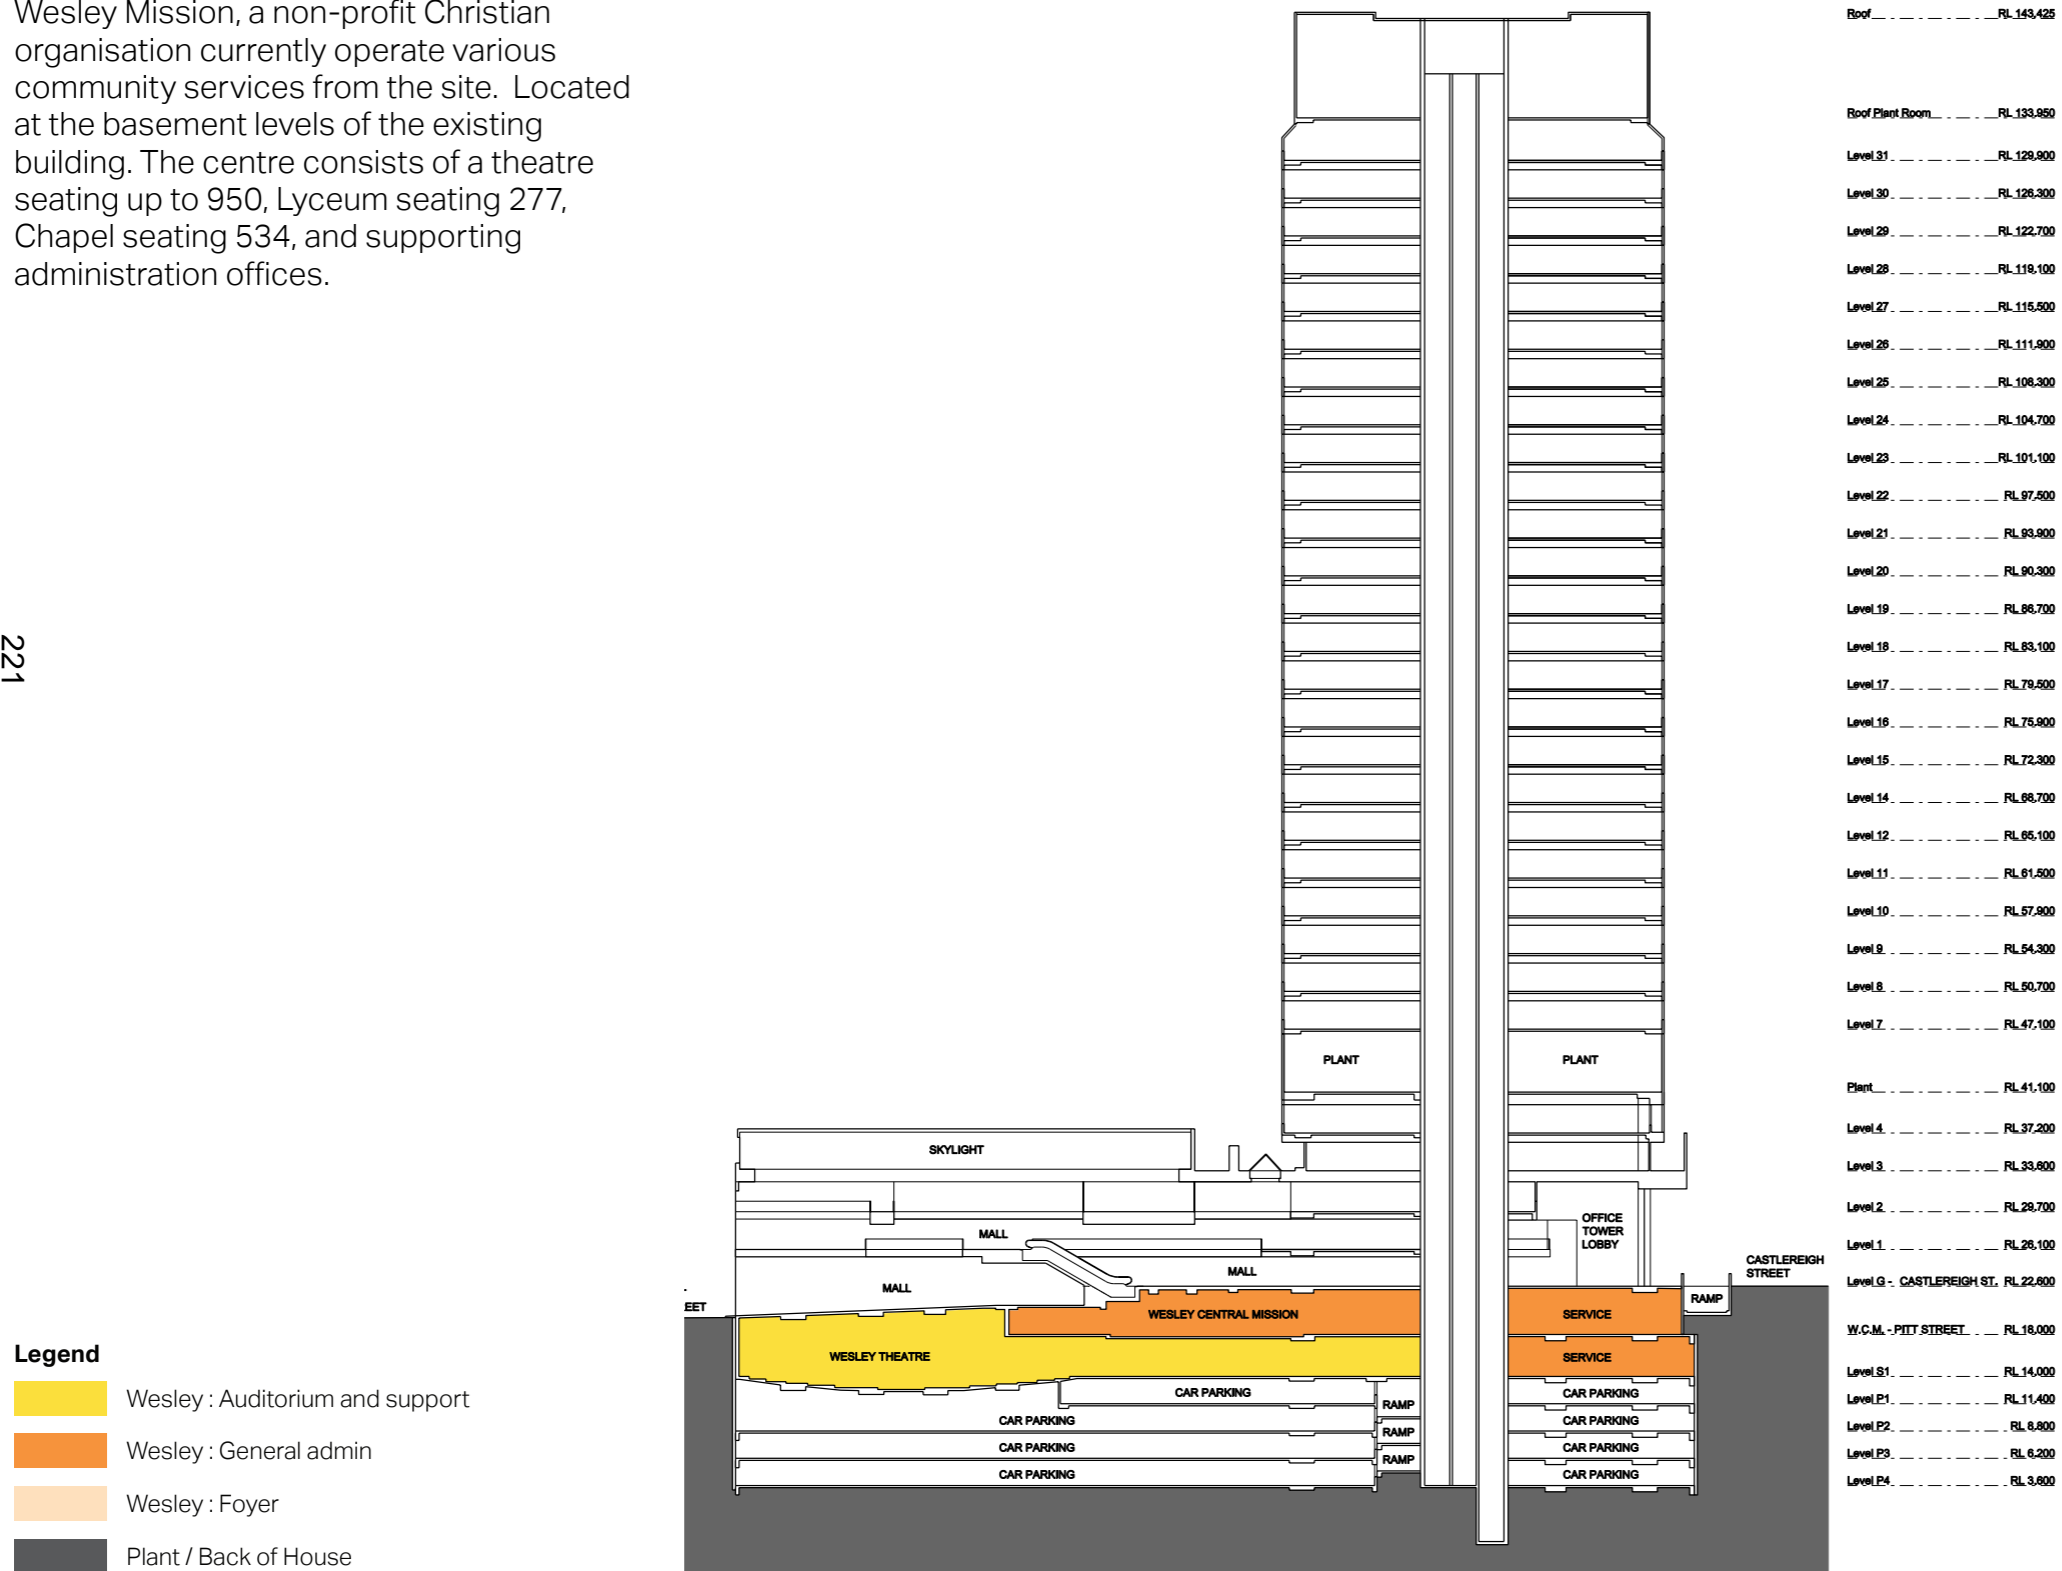 Wesley Mission, a non-profit Christian
organisation currently operate various
community services from the site. Located
at the basement levels of the existing
building. The centre consists of a theatre
seating up to 950, Lyceum seating 277,
Chapel seating 534, and supporting
administration offices.
221
Legend
Wesley : Auditorium and support
Wesley : General admin
Wesley : Foyer
Plant / Back of House
PLANT
PLANT
SKYLIGHT
MALL
OFFICE
TOWER
LOBBY
MALL
MALL
CASTLEREIGH
STREET
EET
WESLEY CENTRAL MISSION
SERVICE
RAMP
WESLEY THEATRE
SERVICE
CAR PARKING
CAR PARKING
RAMP
CAR PARKING
CAR PARKING
RAMP
CAR PARKING
CAR PARKING
RAMP
CAR PARKING
CAR PARKING
Roof RL 143,425
Roof Plant Room RL 133,950
Level 31 RL 129,900
Level 30 RL 126,300
Level 29 RL 122,700
Level 28 RL 119,100
Level 27 RL 115,500
Level 26 RL 111,900
Level 25 RL 108,300
Level 24 RL 104,700
Level 23 RL 101,100
Level 22 RL 97,500
Level 21 RL 93,900
Level 20 RL 90,300
Level 19 RL 86,700
Level 18 RL 83,100
Level 17 RL 79,500
Level 16 RL 75,900
Level 15 RL 72,300
Level 14 RL 68,700
Level 12 RL 65,100
Level 11 RL 61,500
Level 10 RL 57,900
Level 9 RL 54,300
Level 8 RL 50,700
Level 7 RL 47,100
Plant RL 41,100
Level 4 RL 37,200
Level 3 RL 33,600
Level 2 RL 29,700
Level 1 RL 26,100
Level G - CASTLEREIGH ST. RL 22,600
W.C.M. - PITT STREET RL 18,000
Level S1 RL 14,000
Level P1 RL 11,400
Level P2 RL 8,800
Level P3 RL 6,200
Level P4 RL 3,600